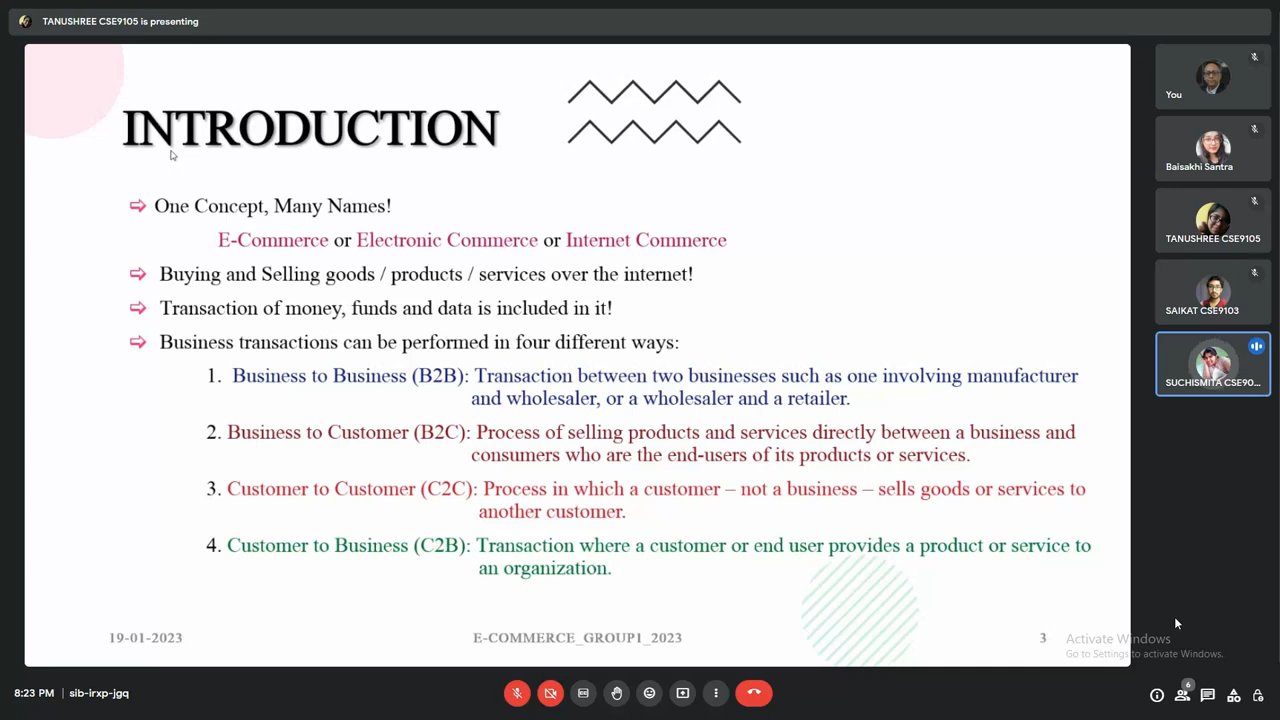 TANUSHREE CSE9105 is presenting
INTRODUCTION
One Concept, Many Names!
E-Commerce or Electronic Commerce or Internet Commerce
Buying and Selling goods / products / services over the internet!
Transaction of money, funds and data is included in it!
Business transactions can be performed in four different ways:
1. Business to Business (B2B): Transaction between two businesses such as one involving manufacturer
and wholesaler, or a wholesaler and a retailer.
2. Business to Customer (B2C): Process of selling products and services directly between a business and
consumers who are the end-users of its products or services.
3. Customer to Customer (C2C): Process in which a customer – not a business – sells goods or services to
another customer.
4. Customer to Business (C2B): Transaction where a customer or end user provides a product or service to
an organization.
19-01-2023
E-COMMERCE_GROUP1_2023
3
You
Baisakhi Santra
TANUSHREE CSE9105
SAIKAT CSE9103
SUCHISMITA CSE90...
Activate Windows
Go to Settings to activate Windows.
8:23 PM | sib-irxp-jgq
6